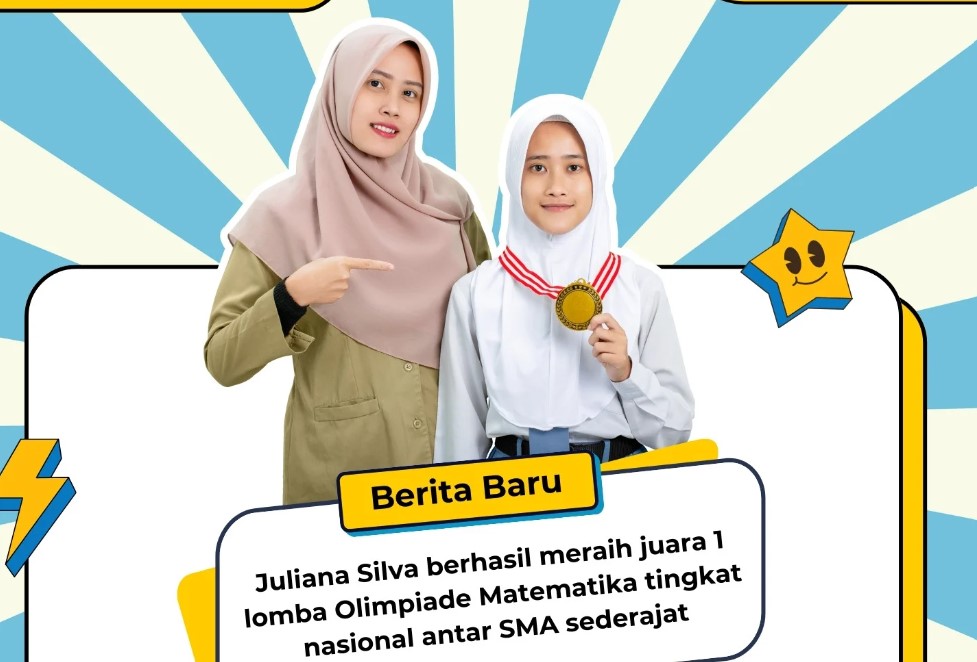 Berita Baru
Juliana Silva berhasil meraih juara 1
lomba Olimpiade Matematika tingkat
nasional antar SMA sederajat